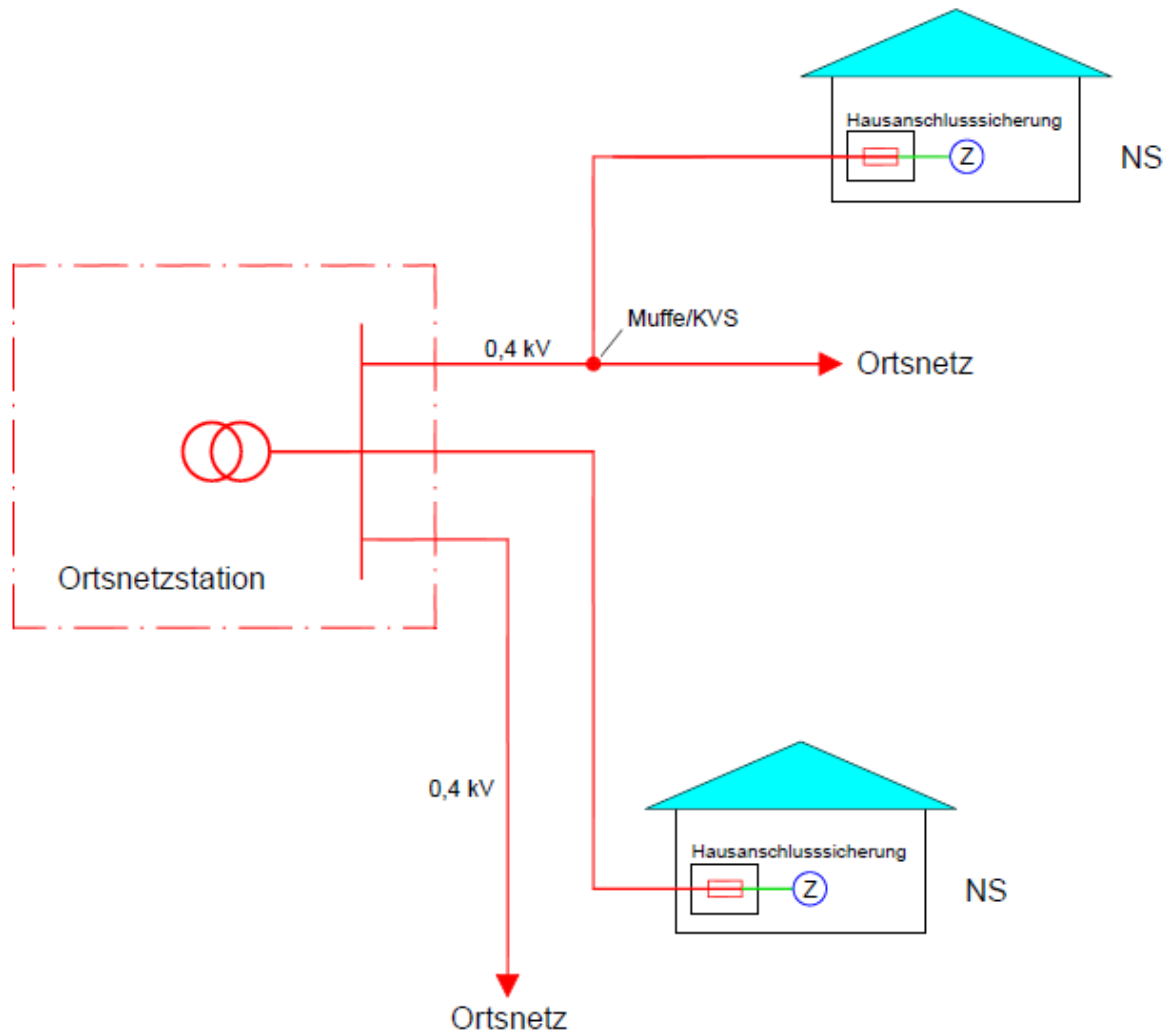 Hausanschlusssicherung
Z
NS
Muffe/KVS
0,4 kV
Ortsnetz
Ortsnetzstation
0,4 kV
Hausanschlusssicherung
Z
NS
Ortsnetz